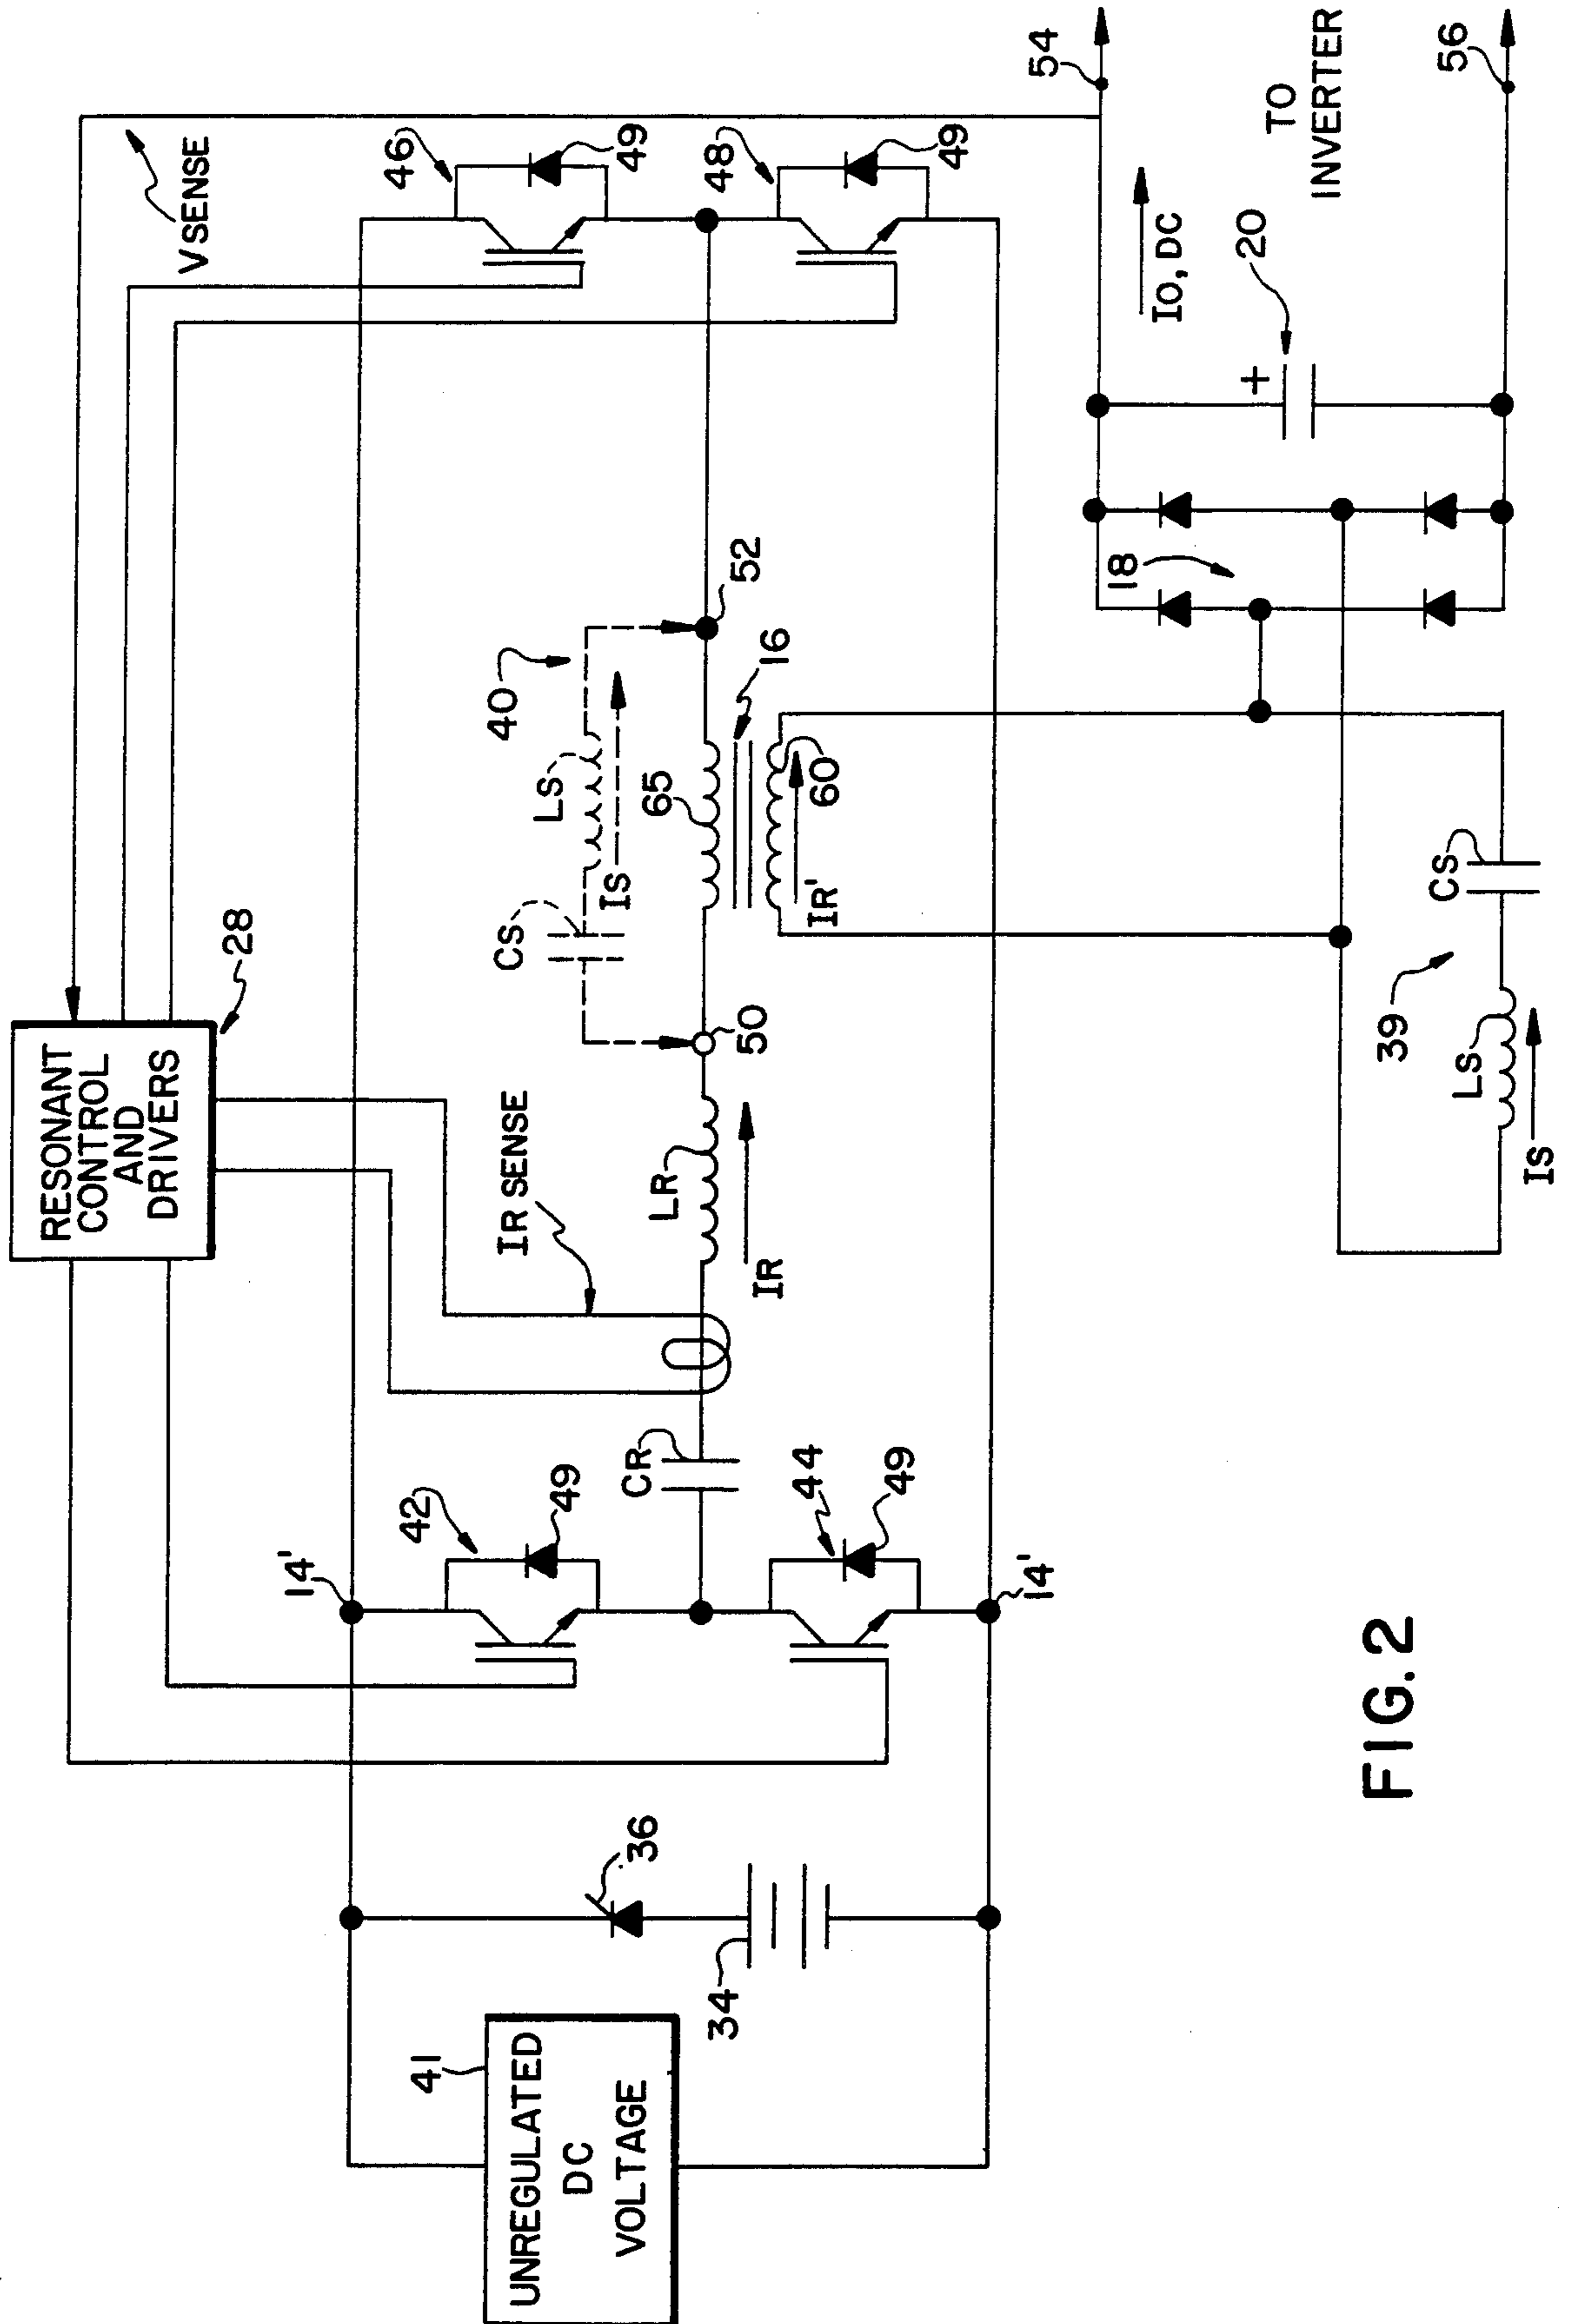 RESONANT
CONTROL
AND
DRIVERS
28
V SENSE
IR SENSE
14'
42
49
46
49
CS
LS
40
IS
52
41
UNREGULATED
DC
VOLTAGE
36
34
CR
LR
IR
50
65
16
60
IR'
44
49
48
49
14'
54
IO, DC
18
+
20
TO
INVERTER
56
39
LS
CS
IS
FIG. 2